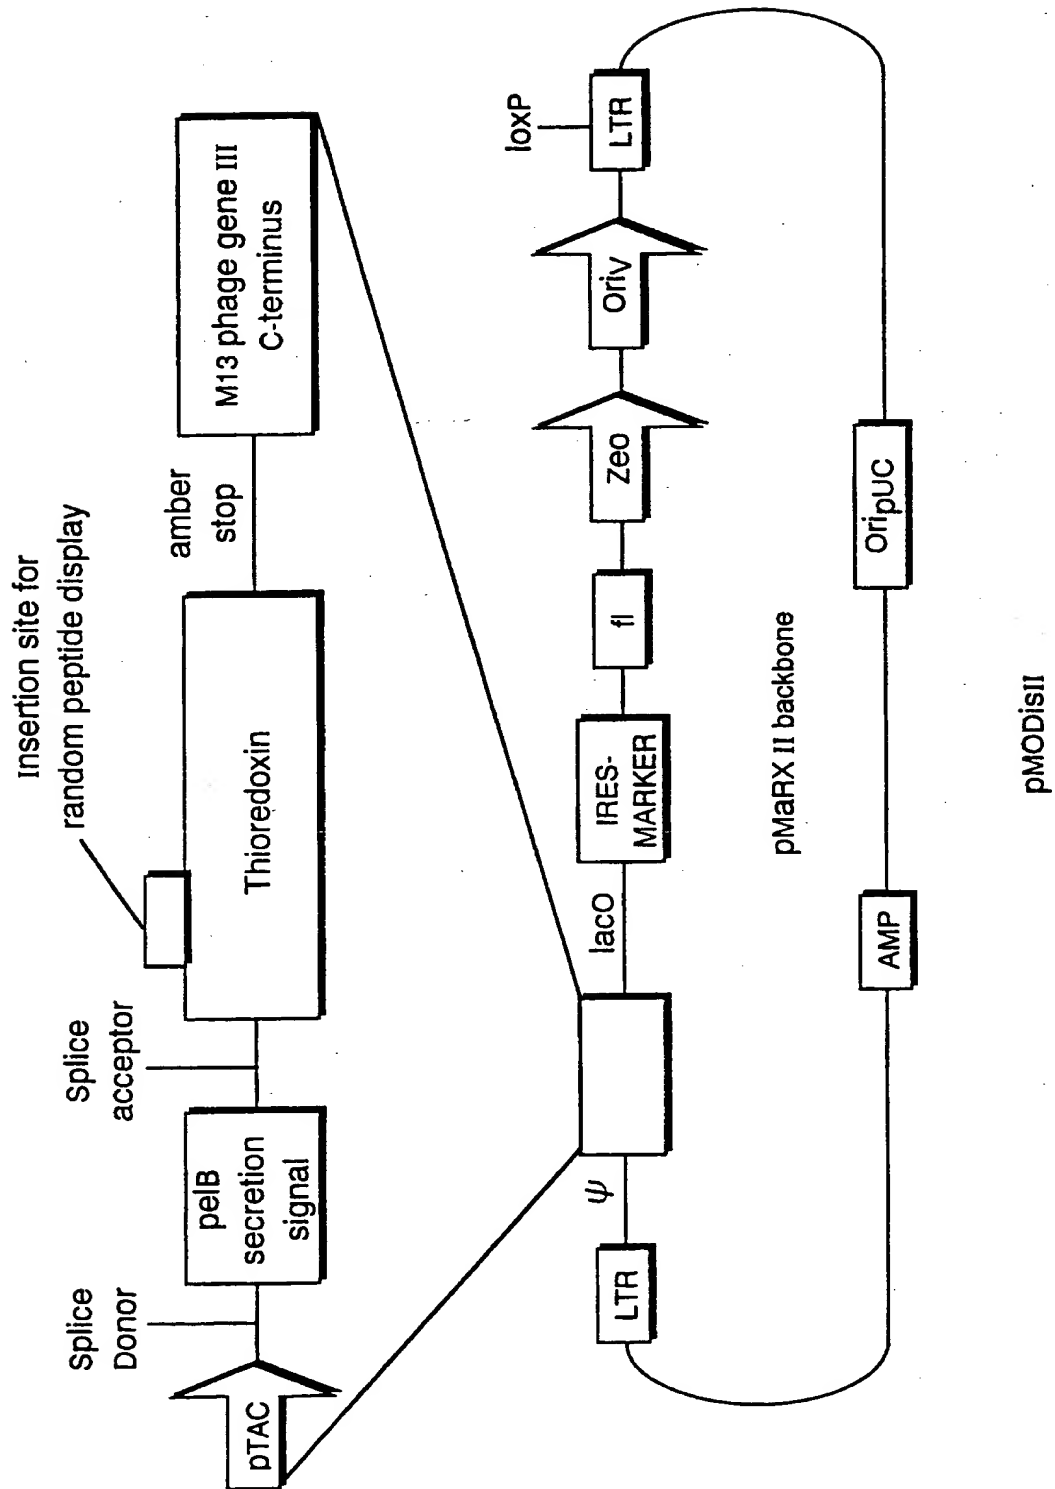 Insertion site for
random peptide display
Splice
Donor
Splice
acceptor
amber
stop
pTAC
pelB
secretion
signal
Thioredoxin
M13 phage gene III
C-terminus
loxP
LTR
ψ
lacO
IRES-
MARKER
fl
Zeo
OriV
LTR
pMaRX II backbone
AMP
OripUC
pMODisII